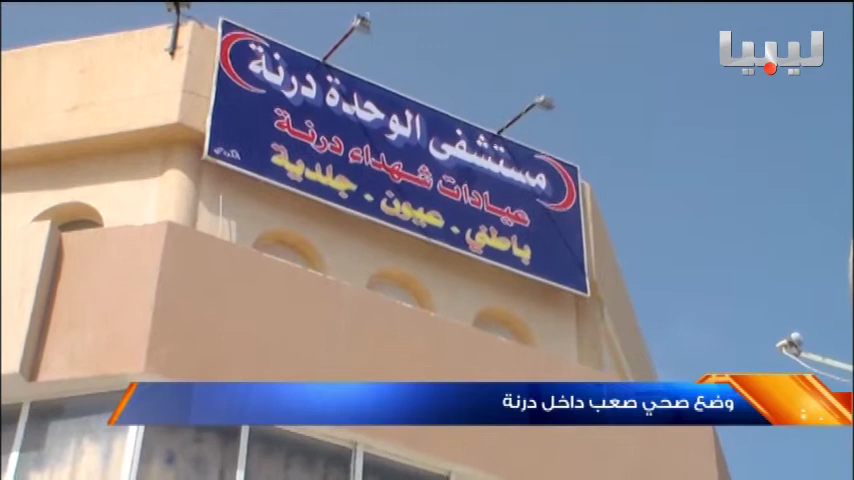 ليبيا
مستشفى الوحدة درنة
عيادات شهداء درنة
باطني . عيون . جلدية
وضع صحي صعب داخل درنة